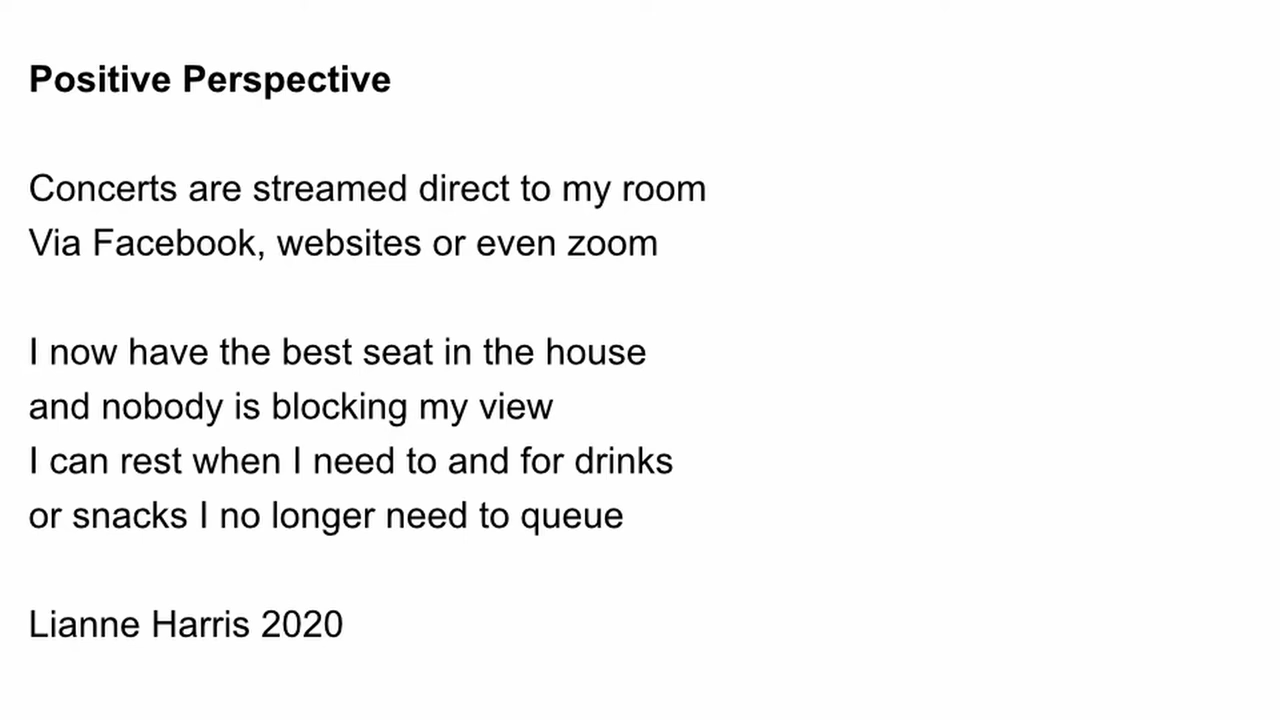 Positive Perspective
Concerts are streamed direct to my room
Via Facebook, websites or even zoom
I now have the best seat in the house
and nobody is blocking my view
I can rest when I need to and for drinks
or snacks I no longer need to queue
Lianne Harris 2020